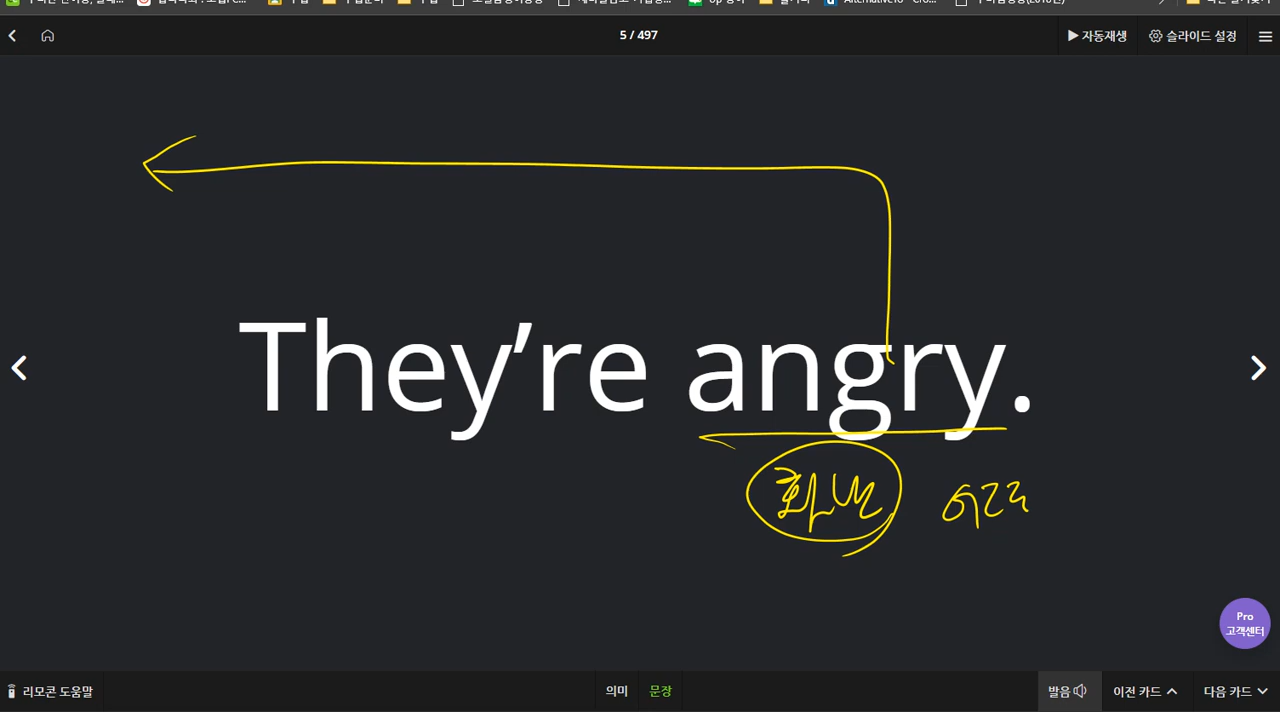 5 / 497
▶ 자동재생 슬라이드 설정
They’re angry.
화난
Pro
고객센터
리모콘 도움말 의미 문장 발음 이전 카드 다음 카드